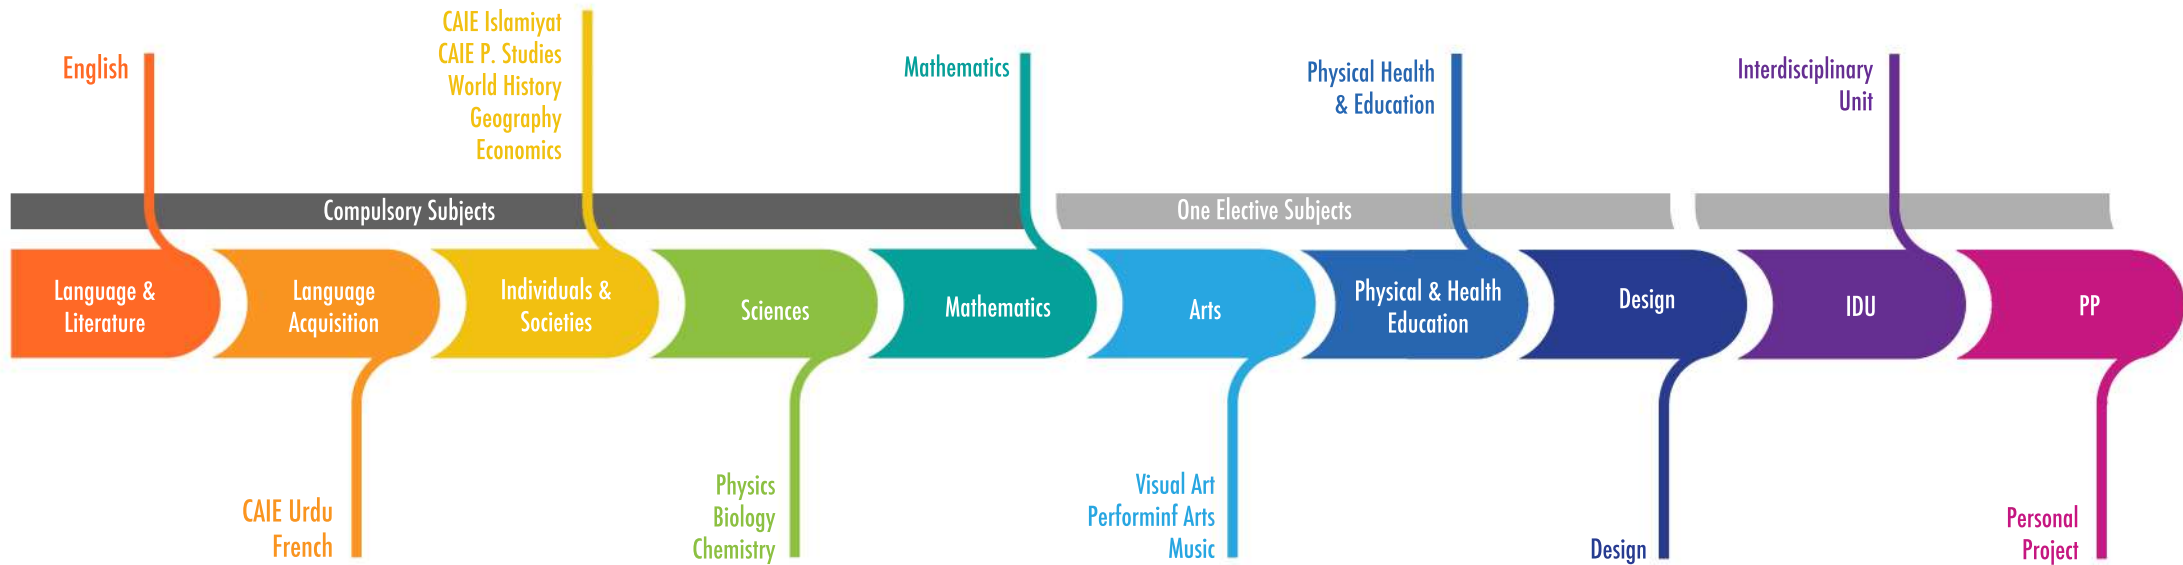 English
CAIE Islamiyat
CAIE P. Studies
World History
Geography
Economics
Mathematics
Physical Health
& Education
Interdisciplinary
Unit
Compulsory Subjects
One Elective Subjects
Language &
Literature
Language
Acquisition
Individuals &
Societies
Sciences
Mathematics
Arts
Physical & Health
Education
Design
IDU
PP
CAIE Urdu
French
Physics
Biology
Chemistry
Visual Art
Performinf Arts
Music
Design
Personal
Project